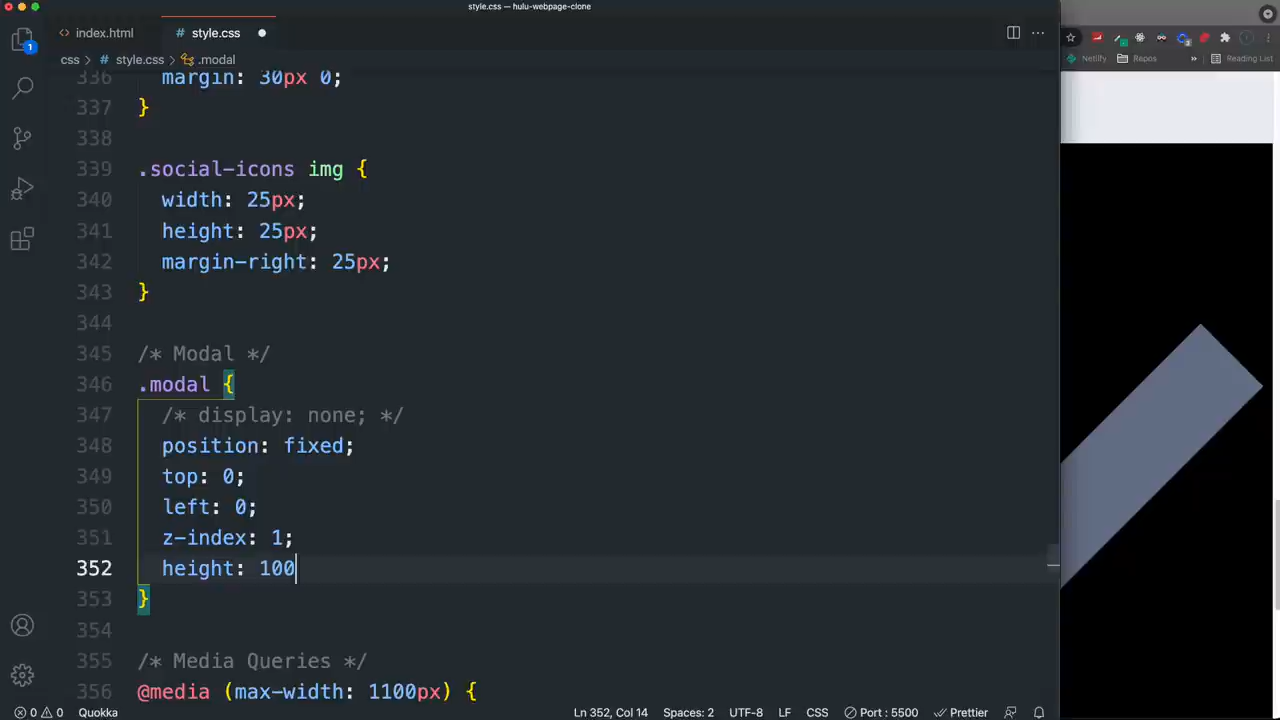 style.css — hulu-webpage-clone
index.html
style.css
css
style.css
.modal
336 margin: 30px 0;
337 }
338
339 .social-icons img {
340 width: 25px;
341 height: 25px;
342 margin-right: 25px;
343 }
344
345 /* Modal */
346 .modal {
347 /* display: none; */
348 position: fixed;
349 top: 0;
350 left: 0;
351 z-index: 1;
352 height: 100
353 }
354
355 /* Media Queries */
356 @media (max-width: 1100px) {
Netlify
Repos
»
Reading List
1
0 0 Quokka Ln 352, Col 14 Spaces: 2 UTF-8 LF CSS Port : 5500 Prettier